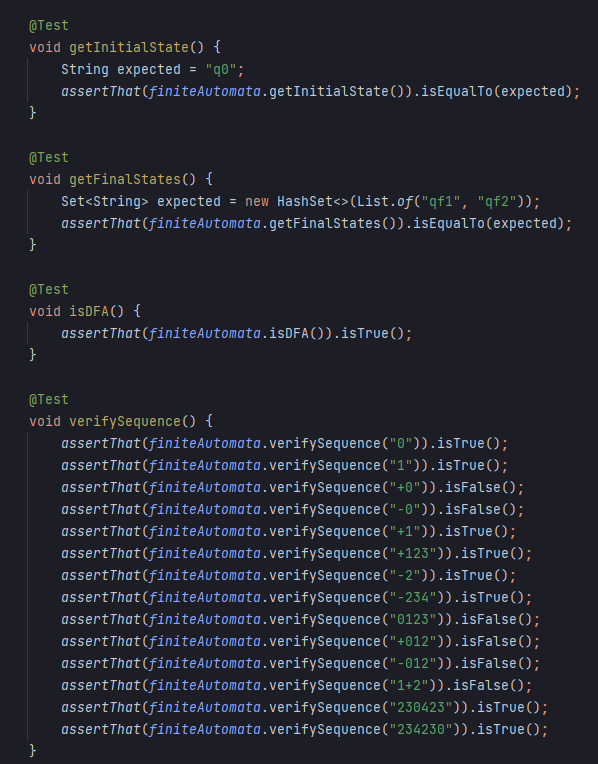 @Test
void getInitialState() {
    String expected = "q0";
    assertThat(finiteAutomata.getInitialState()).isEqualTo(expected);
}

@Test
void getFinalStates() {
    Set<String> expected = new HashSet<>(List.of("qf1", "qf2"));
    assertThat(finiteAutomata.getFinalStates()).isEqualTo(expected);
}

@Test
void isDFA() {
    assertThat(finiteAutomata.isDFA()).isTrue();
}

@Test
void verifySequence() {
    assertThat(finiteAutomata.verifySequence("0")).isTrue();
    assertThat(finiteAutomata.verifySequence("1")).isTrue();
    assertThat(finiteAutomata.verifySequence("+0")).isFalse();
    assertThat(finiteAutomata.verifySequence("-0")).isFalse();
    assertThat(finiteAutomata.verifySequence("+1")).isTrue();
    assertThat(finiteAutomata.verifySequence("+123")).isTrue();
    assertThat(finiteAutomata.verifySequence("-2")).isTrue();
    assertThat(finiteAutomata.verifySequence("-234")).isTrue();
    assertThat(finiteAutomata.verifySequence("0123")).isFalse();
    assertThat(finiteAutomata.verifySequence("+012")).isFalse();
    assertThat(finiteAutomata.verifySequence("-012")).isFalse();
    assertThat(finiteAutomata.verifySequence("1+2")).isFalse();
    assertThat(finiteAutomata.verifySequence("230423")).isTrue();
    assertThat(finiteAutomata.verifySequence("234230")).isTrue();
}